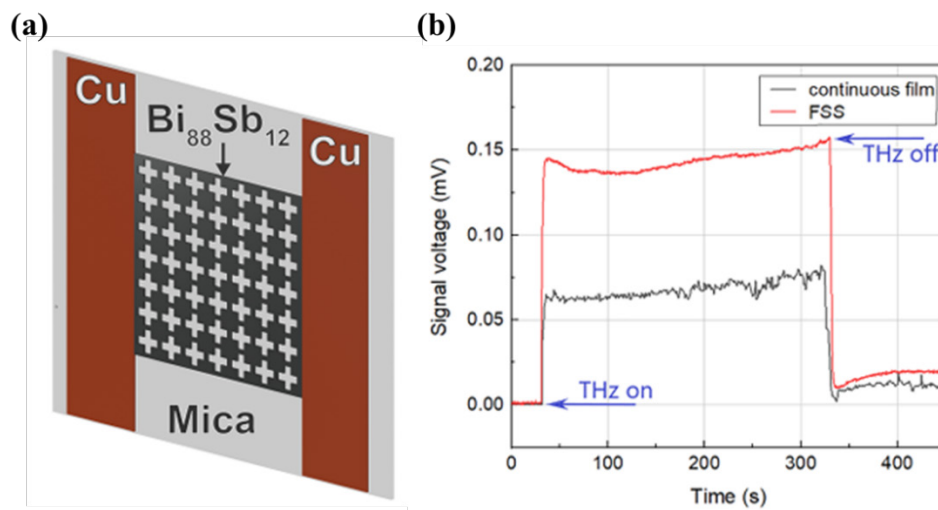 (a)
Cu
Bi88Sb12
Cu
Mica
(b)
0.20
0.15
0.10
0.05
0.00
Signal voltage (mV)
continuous film
FSS
THz off
THz on
0 100 200 300 400
Time (s)